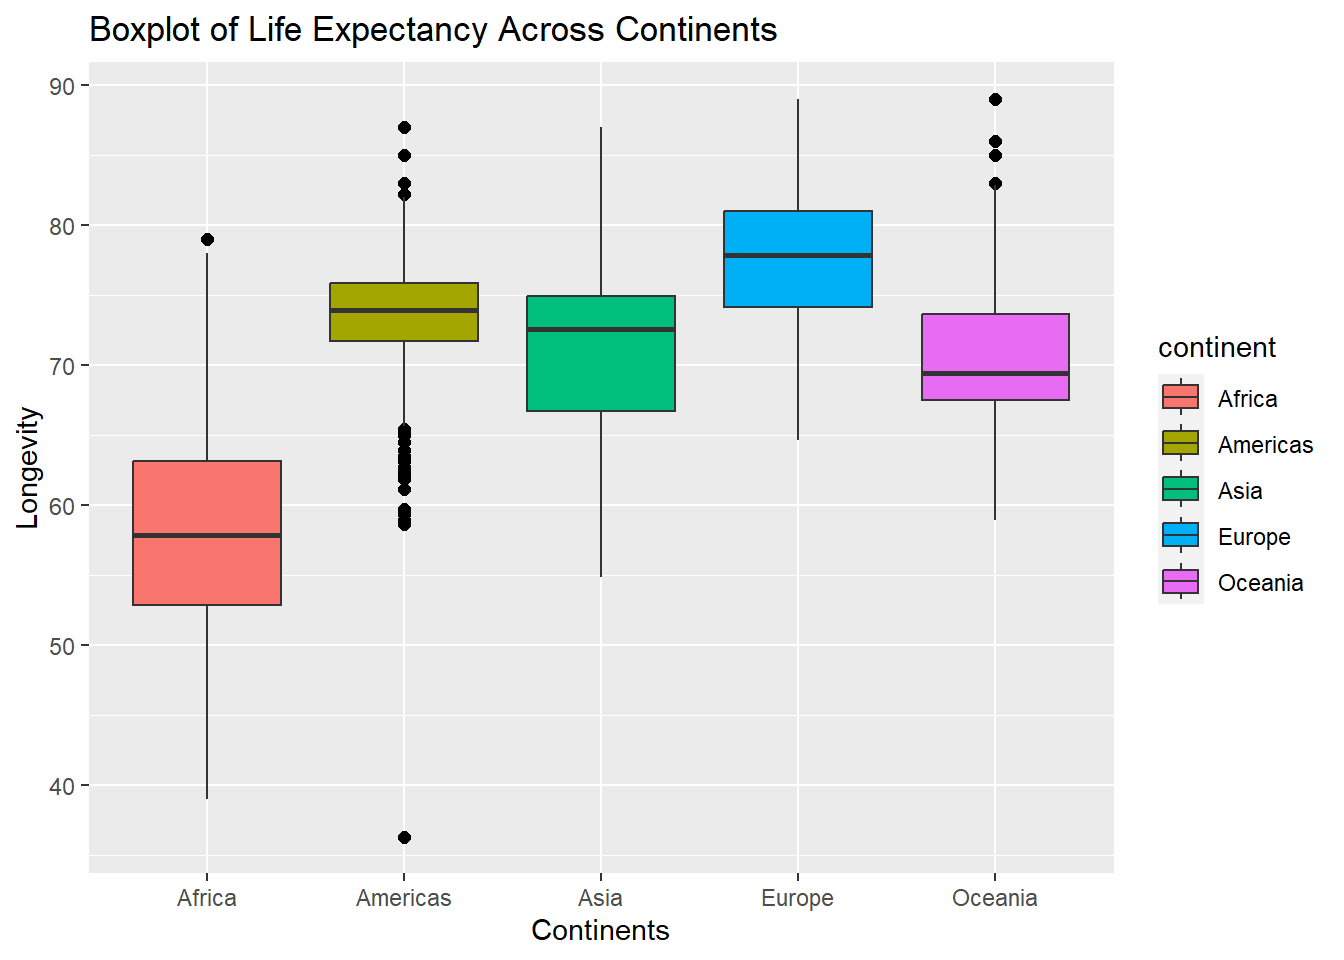 Boxplot of Life Expectancy Across Continents
90
80
70
60
50
40
Longevity
Africa
Americas
Asia
Europe
Oceania
Continents
continent
Africa
Americas
Asia
Europe
Oceania